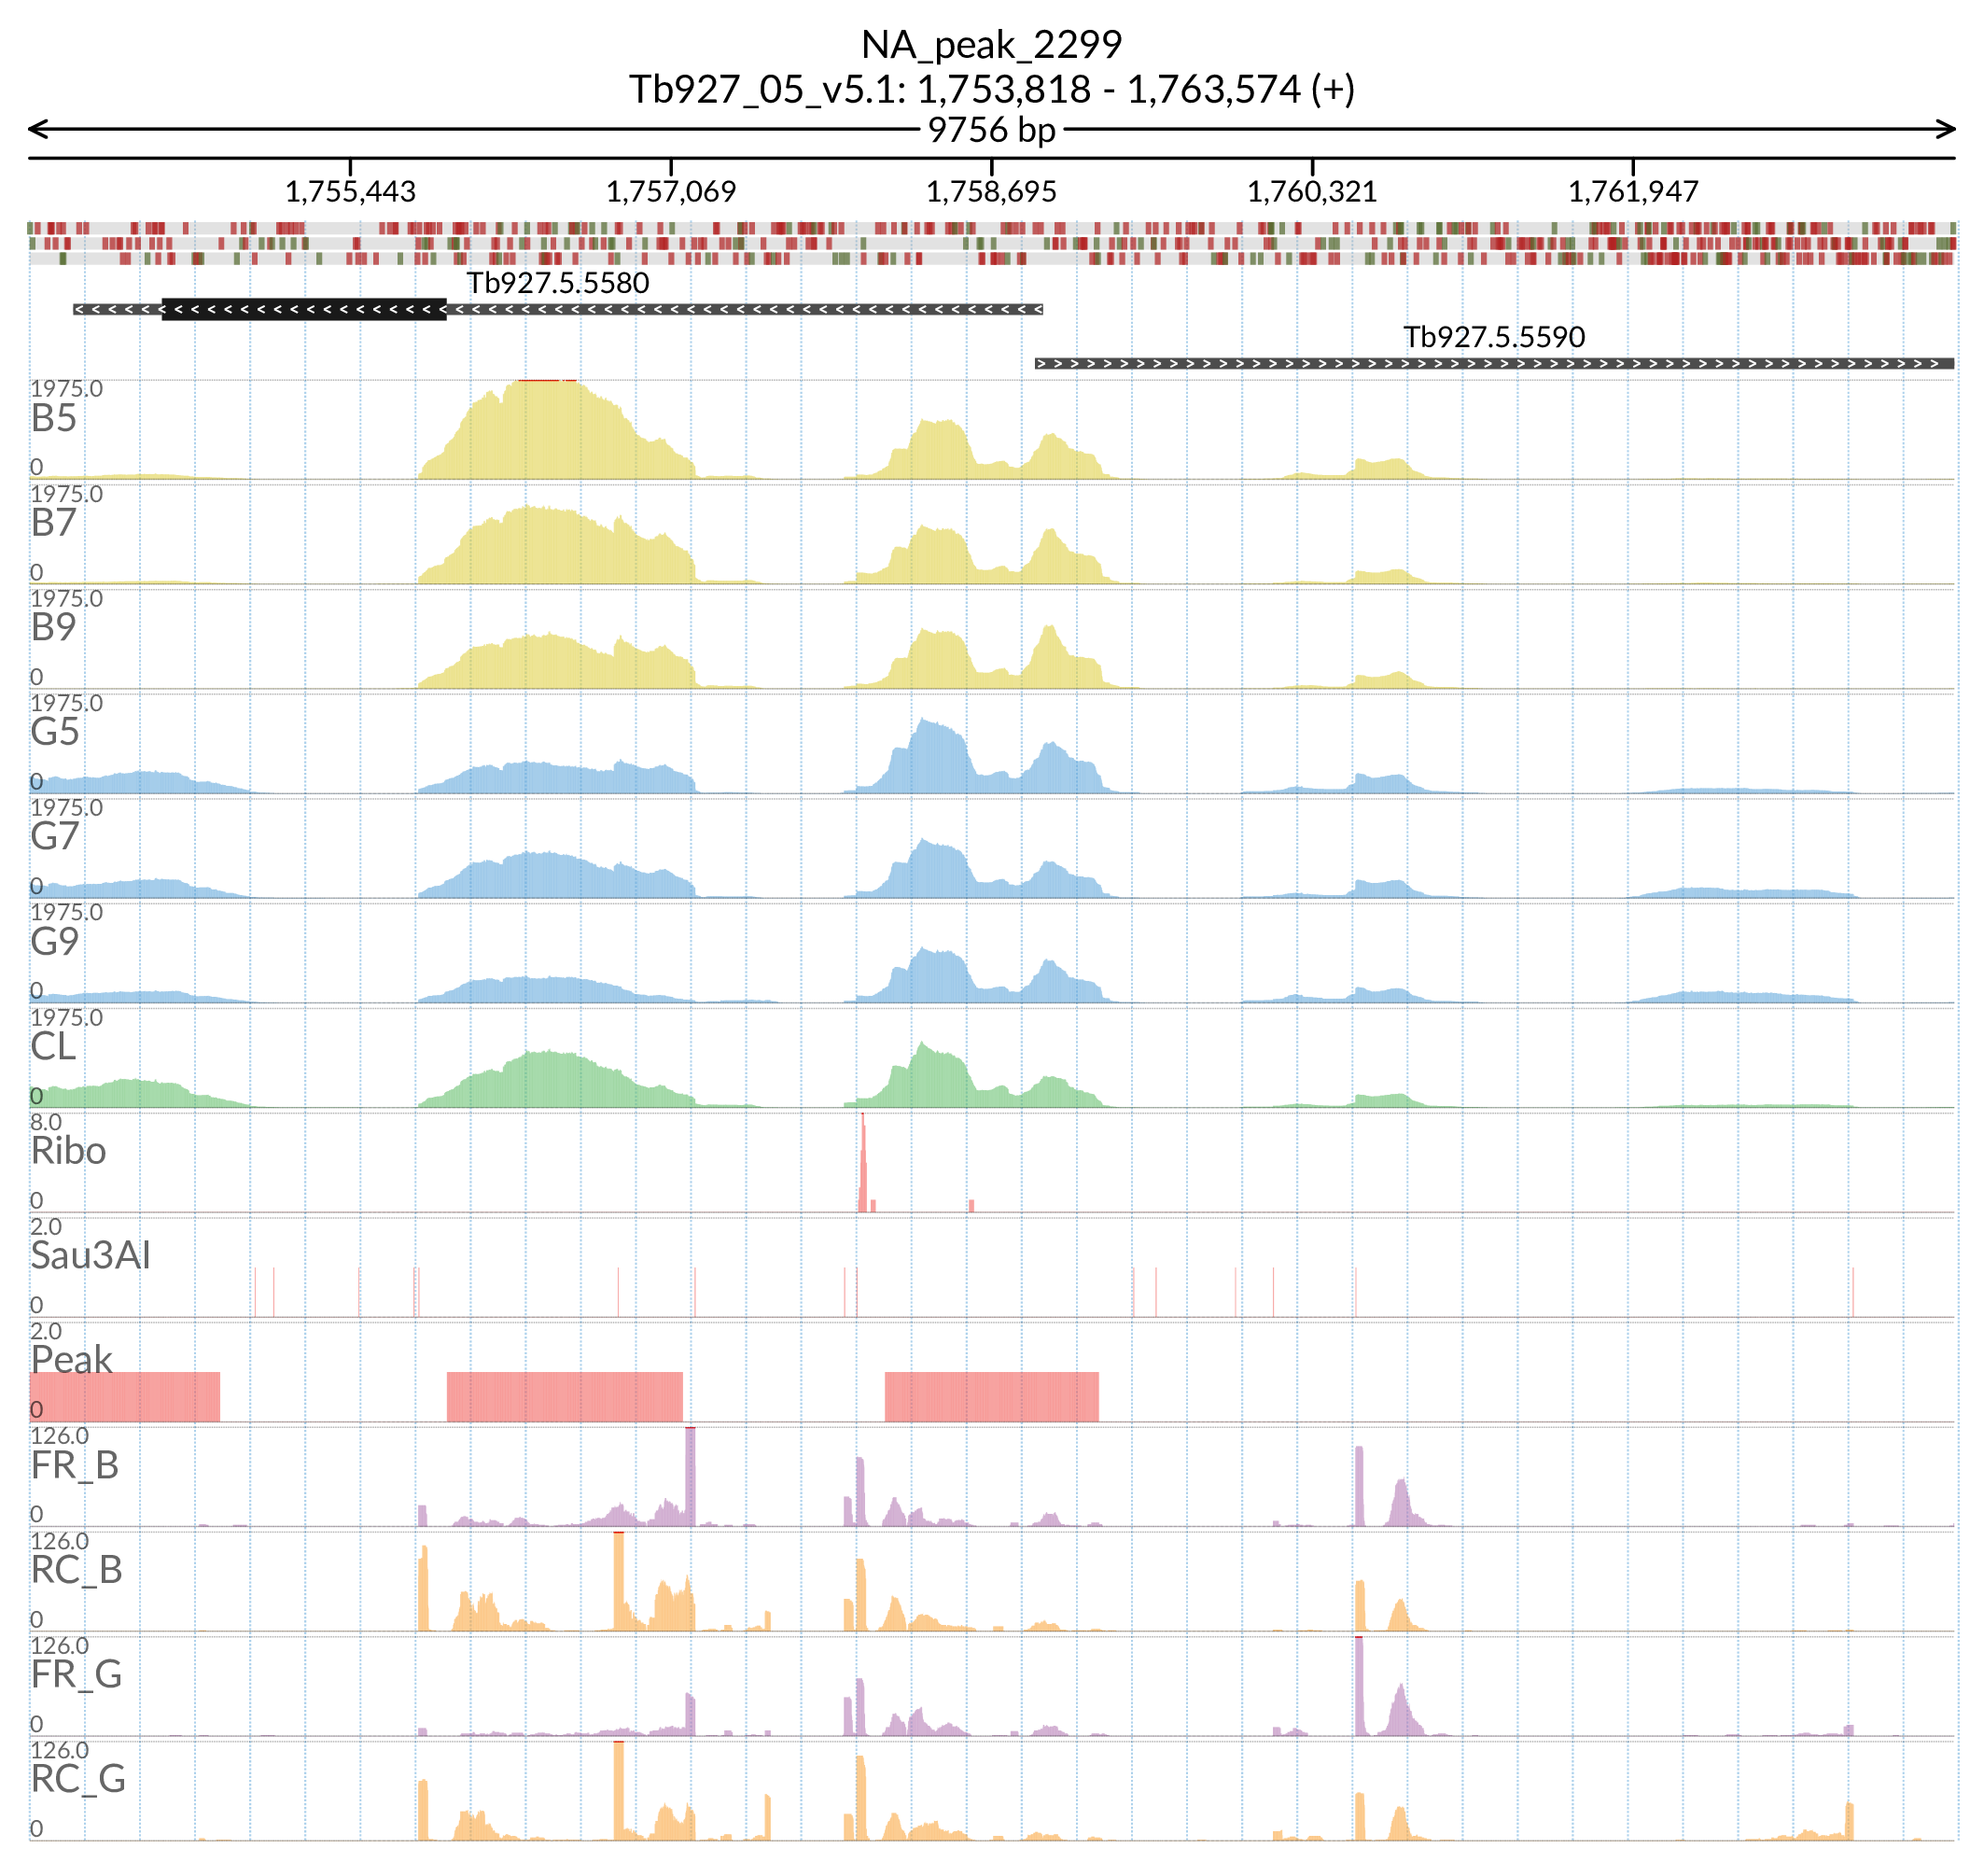 NA_peak_2299
Tb927_05_v5.1: 1,753,818 - 1,763,574 (+)
9756 bp
1,755,443 1,757,069 1,758,695 1,760,321 1,761,947
Tb927.5.5580
Tb927.5.5590
1975.0
B5
0
1975.0
B7
0
1975.0
B9
0
1975.0
G5
0
1975.0
G7
0
1975.0
G9
0
1975.0
CL
0
8.0
Ribo
0
2.0
Sau3AI
0
2.0
Peak
0
126.0
FR_B
0
126.0
RC_B
0
126.0
FR_G
0
126.0
RC_G
0